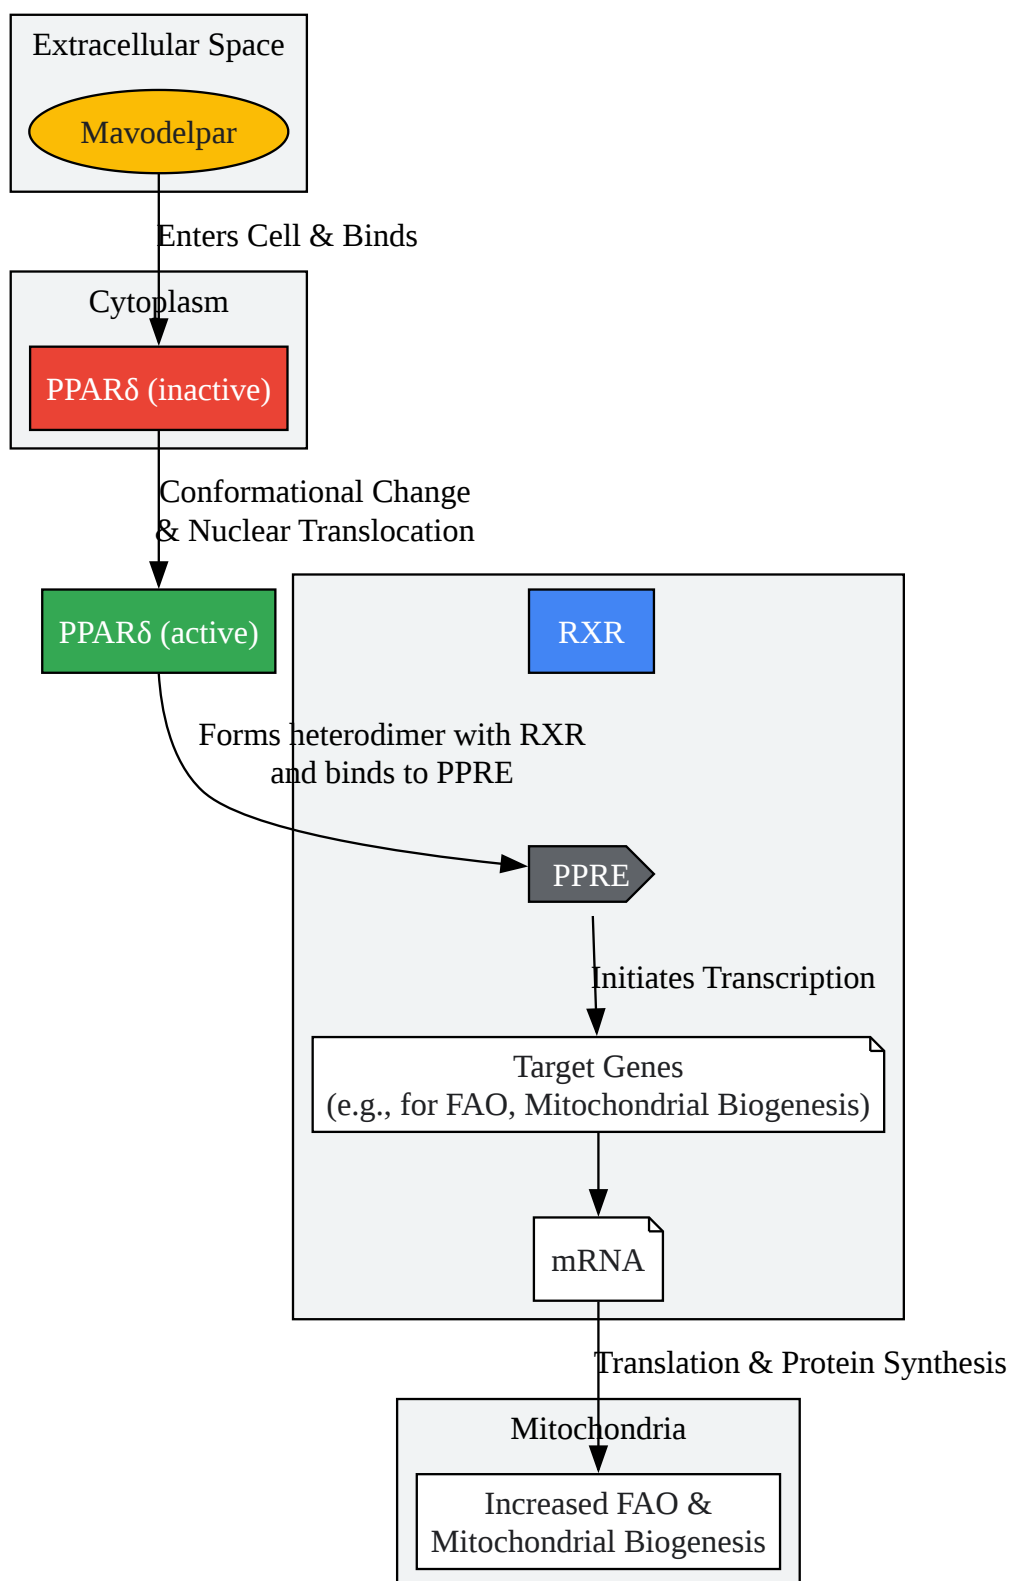 Extracellular Space
Mavodelpar
Enters Cell & Binds
Cytoplasm
PPARδ (inactive)
Conformational Change
& Nuclear Translocation
PPARδ (active)
RXR
Forms heterodimer with RXR
and binds to PPRE
PPRE
Initiates Transcription
Target Genes
(e.g., for FAO, Mitochondrial Biogenesis)
mRNA
Translation & Protein Synthesis
Mitochondria
Increased FAO &
Mitochondrial Biogenesis